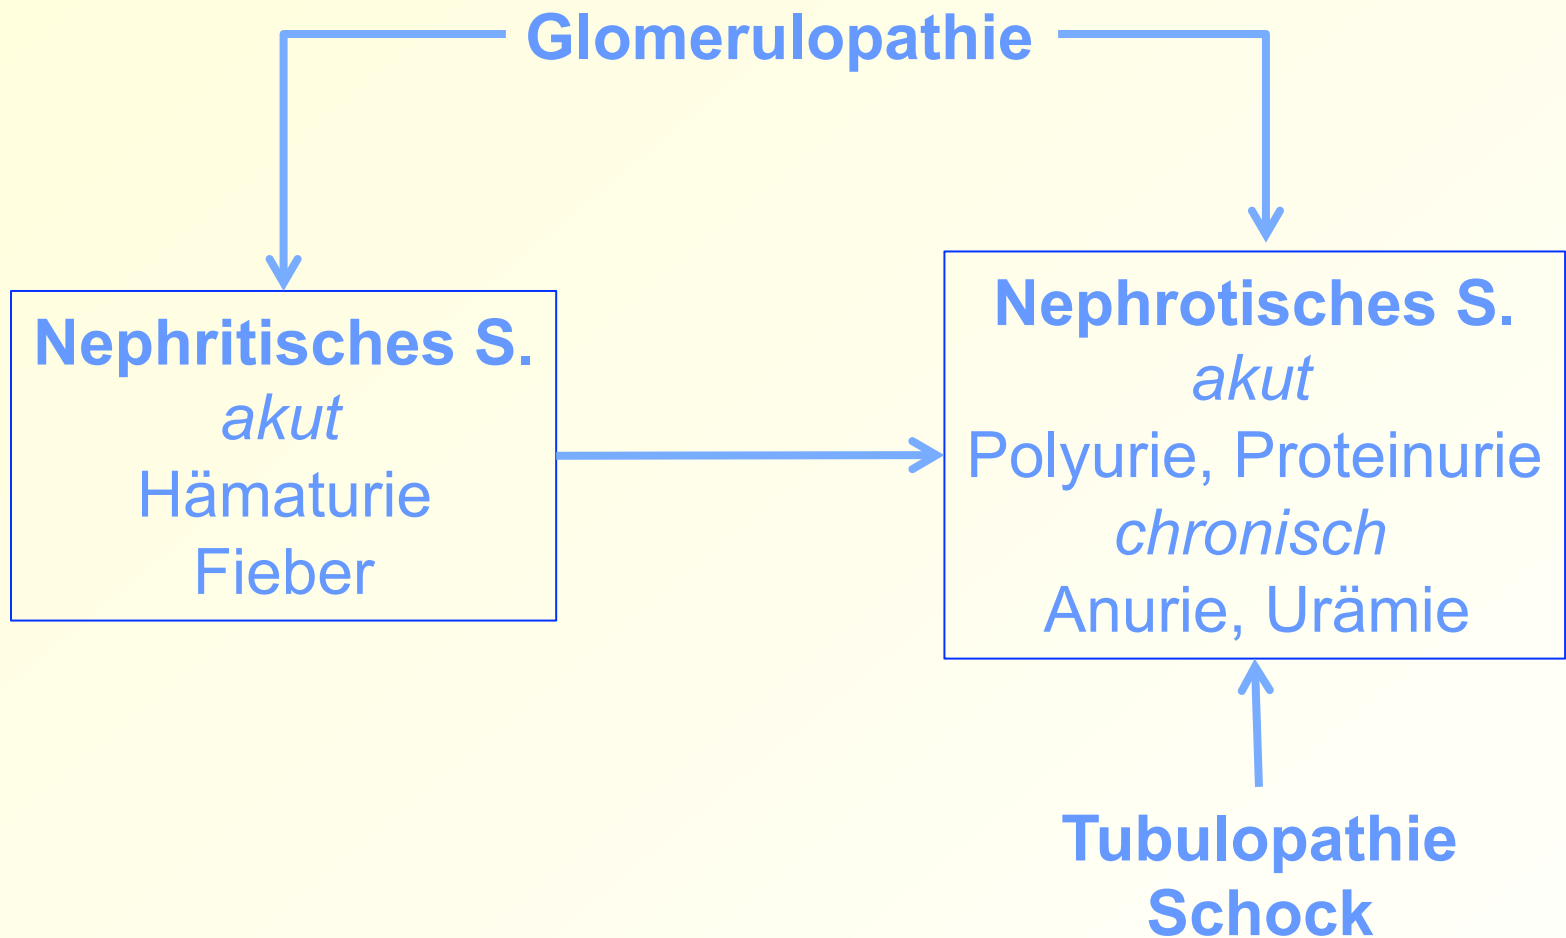 Glomerulopathie
Nephritisches S.
akut
Hämaturie
Fieber
Nephrotisches S.
akut
Polyurie, Proteinurie
chronisch
Anurie, Urämie
Tubulopathie
Schock